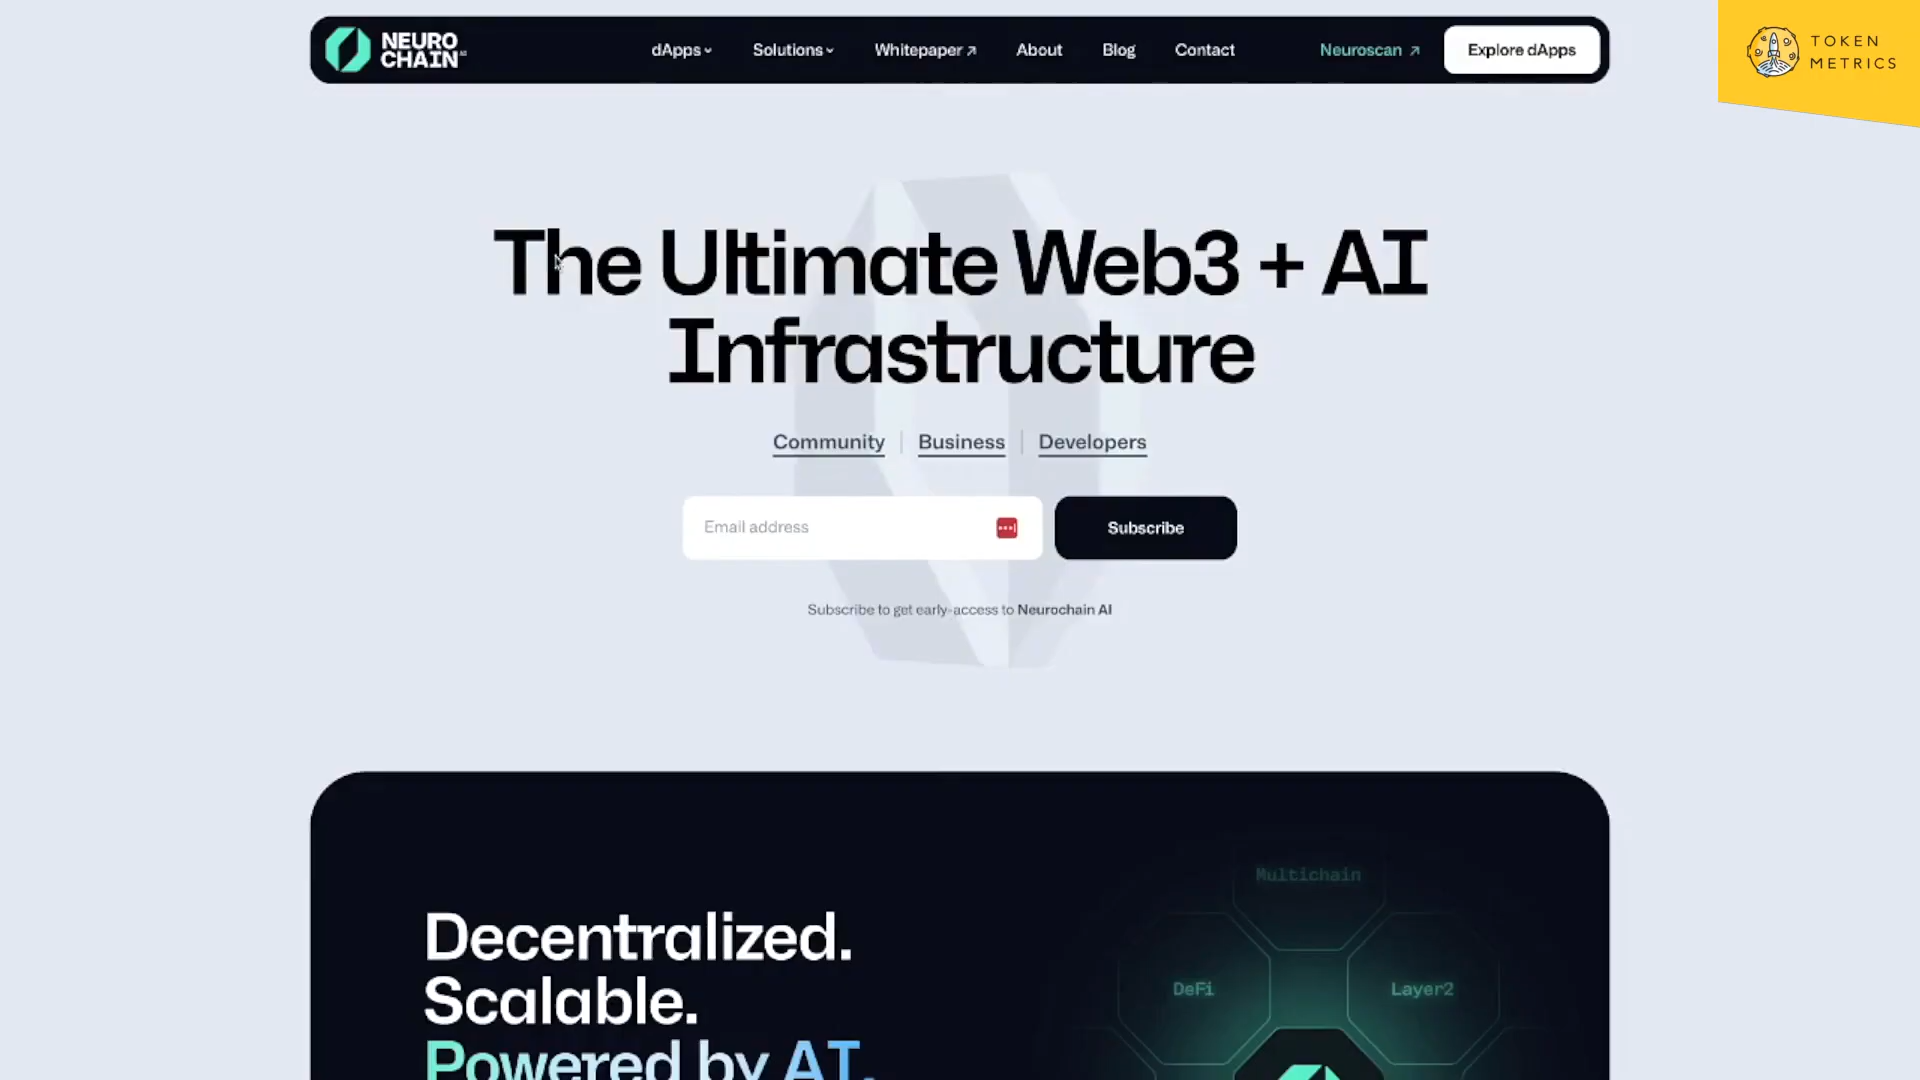 NEURO
CHAIN AI
dApps
Solutions
Whitepaper
About
Blog
Contact
Neuroscan
Explore dApps
TOKEN
METRICS
The Ultimate Web3 + AI
Infrastructure
Community
Business
Developers
Email address
Subscribe
Subscribe to get early-access to Neurochain AI
Multichain
DeFi
Layer2
Decentralized.
Scalable.
Powered by AI.